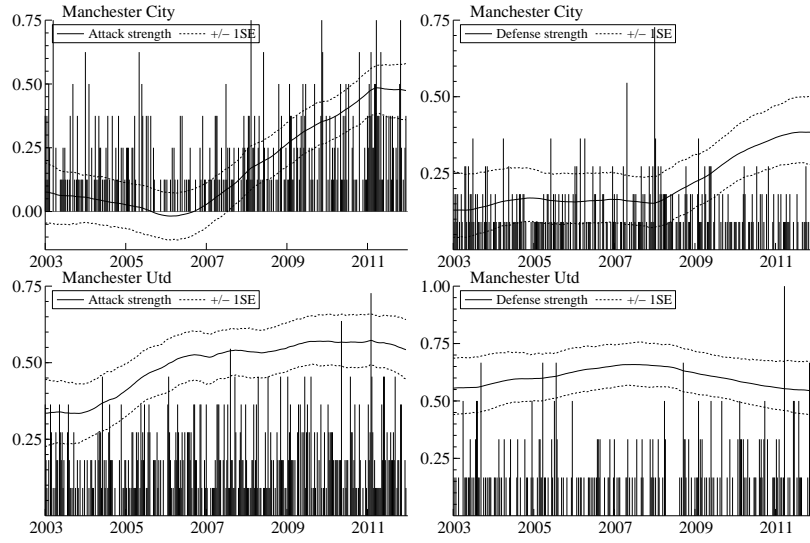 Manchester City
Manchester City
0.75
Attack strength
+/− 1SE
0.50
0.25
0.00
2003 2005 2007 2009 2011
0.75
Defense strength
+/− 1SE
0.50
0.25
2003 2005 2007 2009 2011
Manchester Utd
Manchester Utd
0.75
Attack strength
+/− 1SE
0.50
0.25
2003 2005 2007 2009 2011
1.00
Defense strength
+/− 1SE
0.75
0.50
0.25
2003 2005 2007 2009 2011